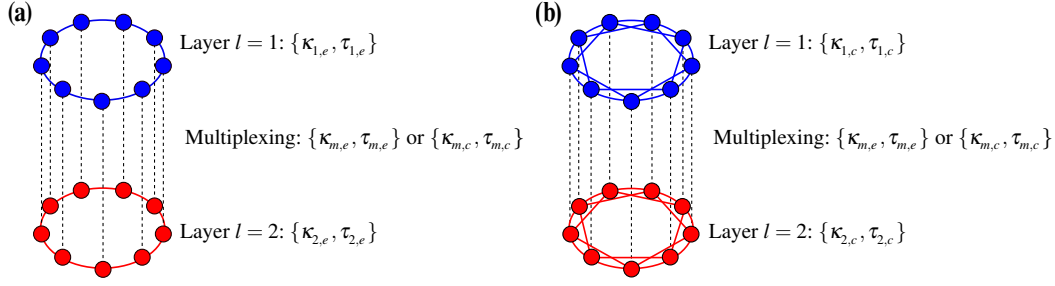 (a)
Layer l = 1: {κ1,e, τ1,e}
Multiplexing: {κm,e, τm,e} or {κm,c, τm,c}
Layer l = 2: {κ2,e, τ2,e}
(b)
Layer l = 1: {κ1,c, τ1,c}
Multiplexing: {κm,e, τm,e} or {κm,c, τm,c}
Layer l = 2: {κ2,c, τ2,c}